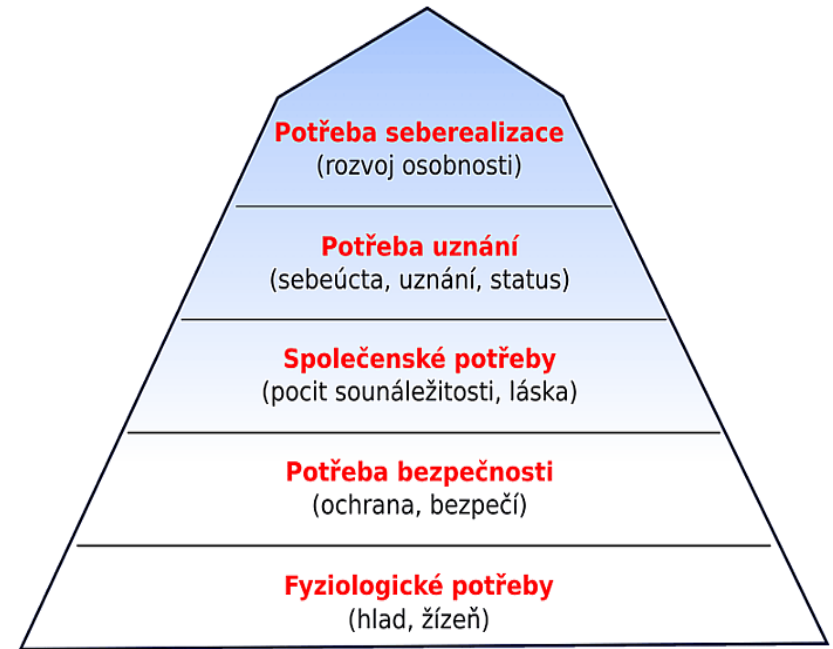 Potřeba seberealizace
(rozvoj osobnosti)
Potřeba uznání
(sebeúcta, uznání, status)
Společenské potřeby
(pocit sounáležitosti, láska)
Potřeba bezpečnosti
(ochrana, bezpečí)
Fyziologické potřeby
(hlad, žízeň)